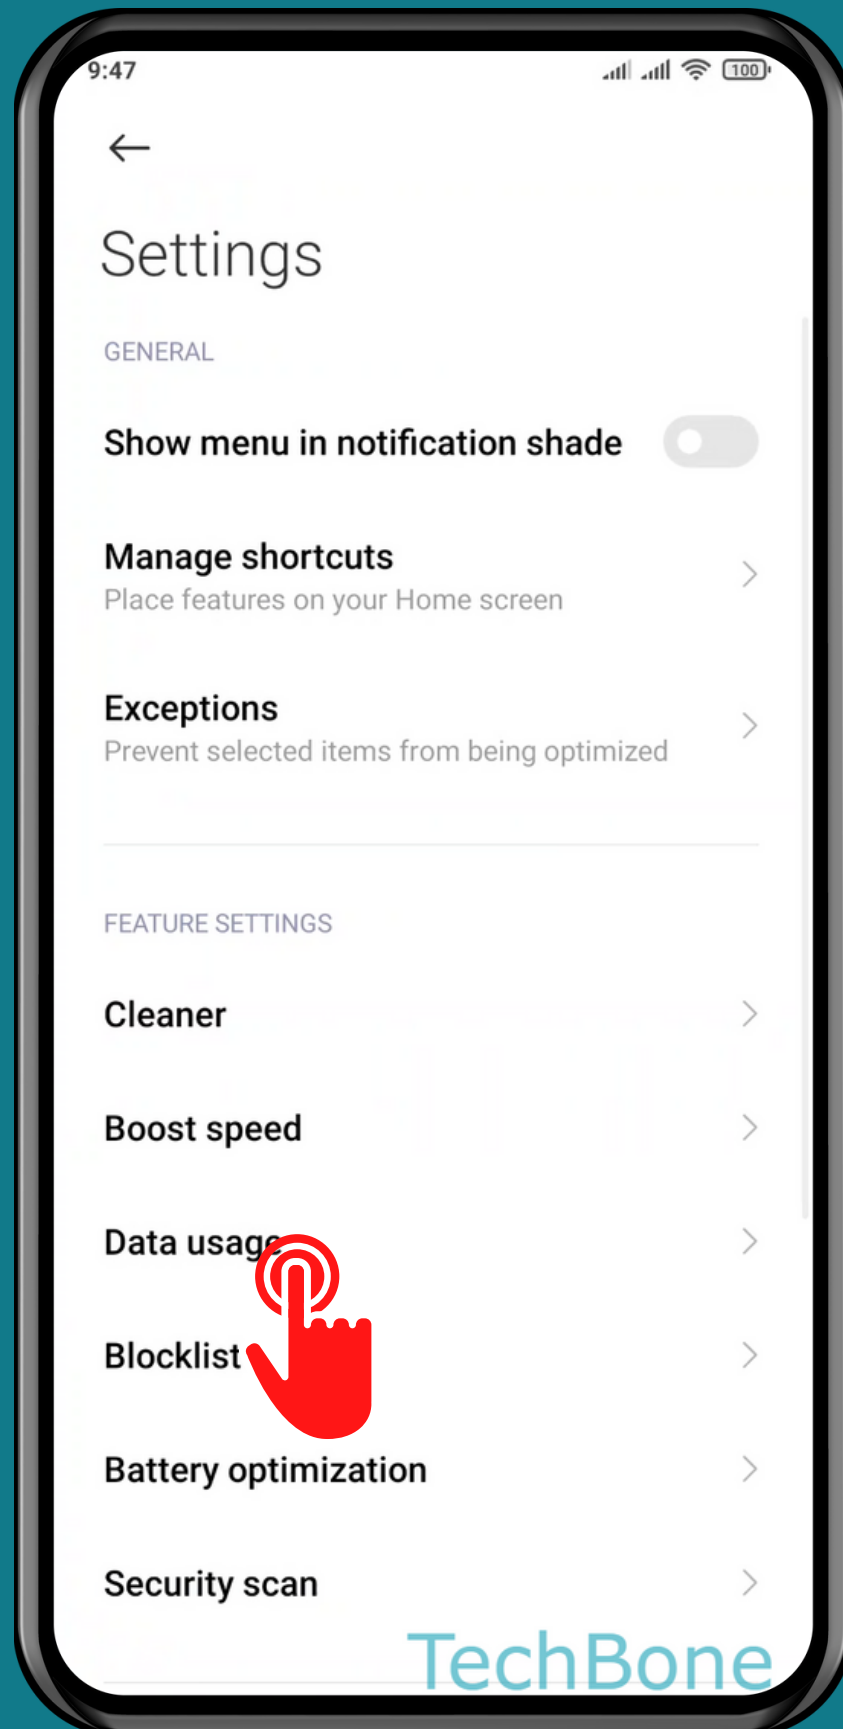 9:47
100
Settings
GENERAL
Show menu in notification shade
Manage shortcuts
Place features on your Home screen
Exceptions
Prevent selected items from being optimized
FEATURE SETTINGS
Cleaner
Boost speed
Data usage
Blocklist
Battery optimization
Security scan
TechBone